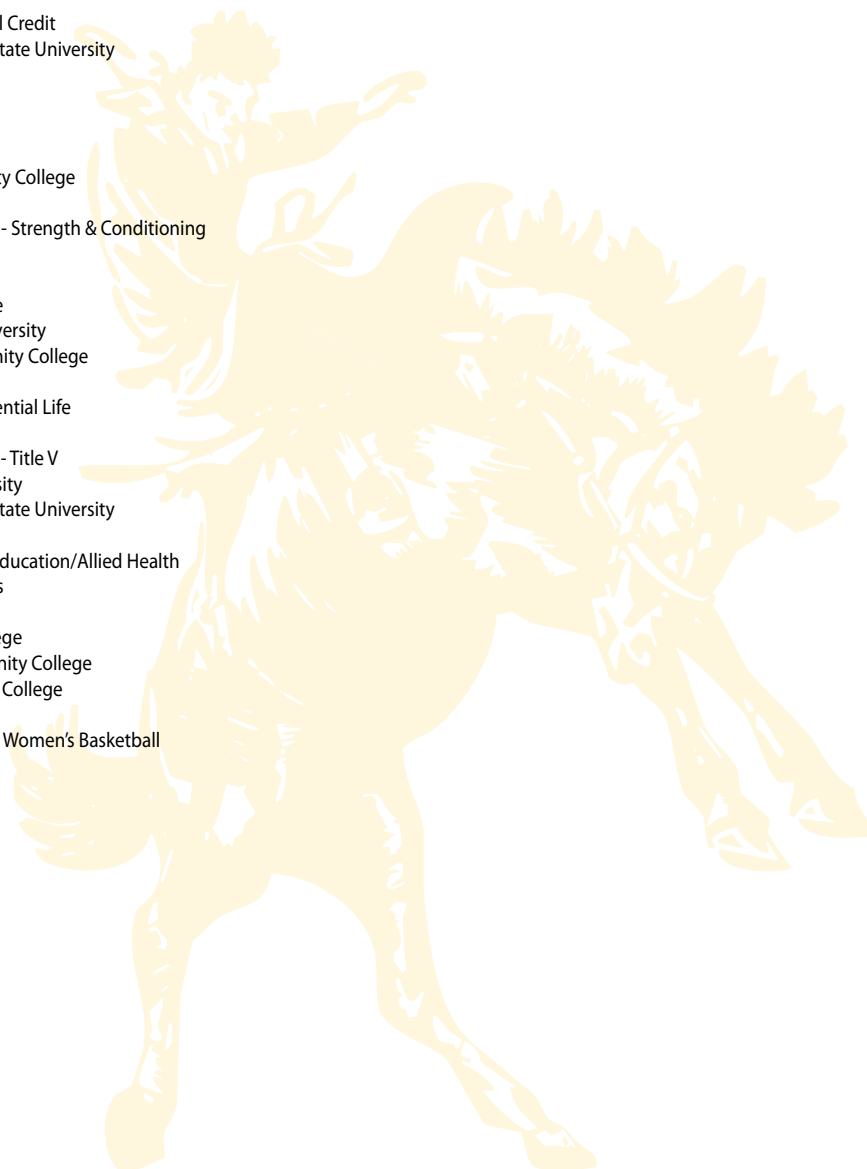 l Credit
tate University
ty College
- Strength & Conditioning
e
versity
nity College
ential Life
- Title V
sity
tate University
ducation/Allied Health
s
ege
nity College
College
Women's Basketball